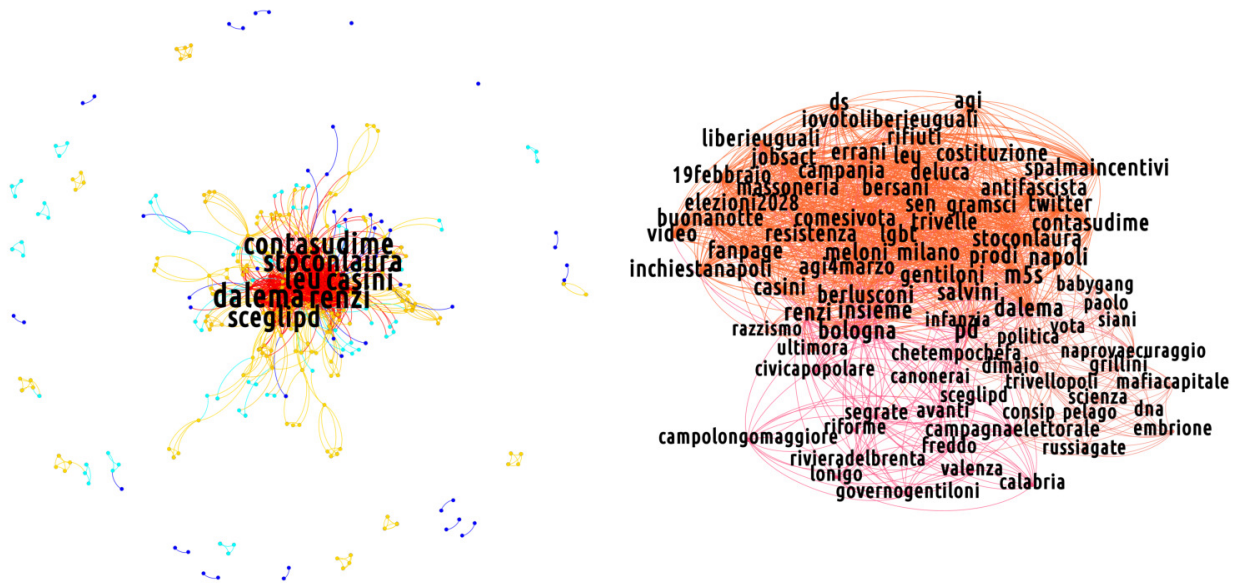 contasudime
stoconlaura
leu casini
dalema renzi
sceglipd
ds agi
iovotoliberieuguali
liberieuguali rifiuti
jobsact errani leu costituzione
19febbraio campania deluca spalmaincentivi
massoneria bersani antifascista
elezioni2028 sen gramsci twitter
buonanotte comesivota trivelle contasudime
video resistenza lgbt stoconlaura
fanpage meloni milano prodi napoli
inchiestanapoli agi4marzo gentiloni m5s
casini berlusconi salvini babygang
renzi insieme infanzia dalema paolo
razzismo bologna pd vota siani
ultimora chetempochefa politica naprovaecuraggio
civicapopolare canonerai dimaio grillini
sceglipd trivellopoli mafiacapitale
segrate avanti consip pelago scienza dna
campolongomaggiore riforme campagnaelettorale embrione
rivieradelbrenta freddo russiagate
lonigo valenza calabria
governogentiloni